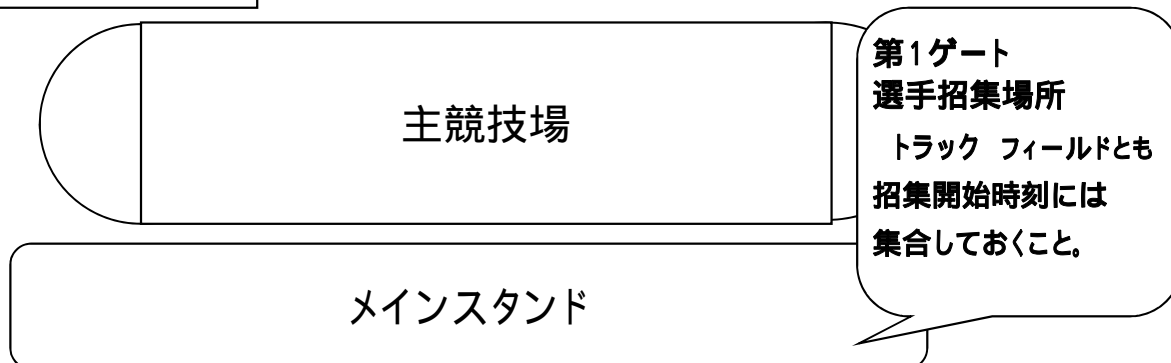 主競技場
メインスタンド
第1ゲート
選手招集場所
トラック フィールドとも
招集開始時刻には
集合しておくこと。